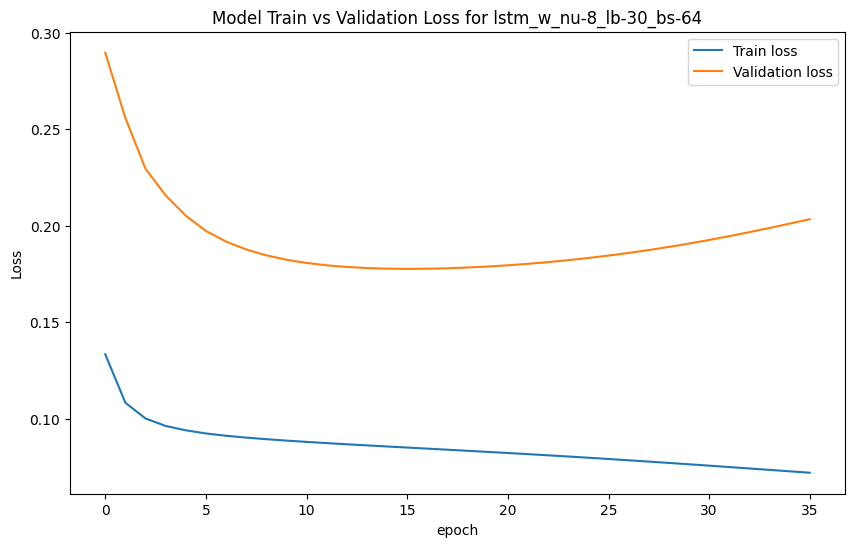 Model Train vs Validation Loss for lstm_w_nu-8_lb-30_bs-64
Train loss
Validation loss
0.30
0.25
0.20
0.15
0.10
Loss
0 5 10 15 20 25 30 35
epoch